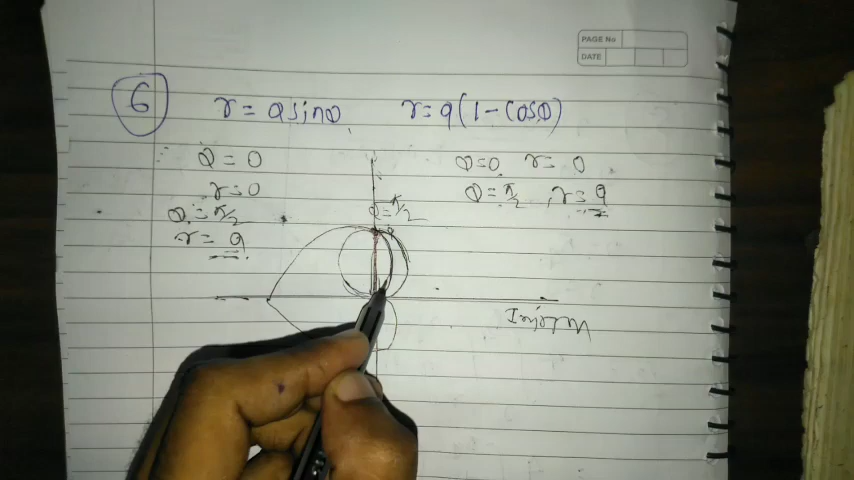 PAGE No
DATE
6 r = a sinθ r = a(1 - cosθ)
θ = 0 θ = 0 r = 0
r = 0 θ = π/2, r = a
θ = π/2 θ = π/2
r = a